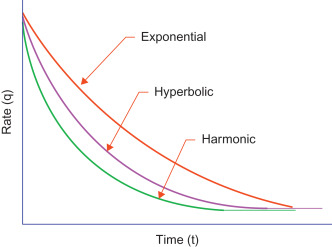 Exponential
Hyperbolic
Harmonic
Rate (q)
Time (t)